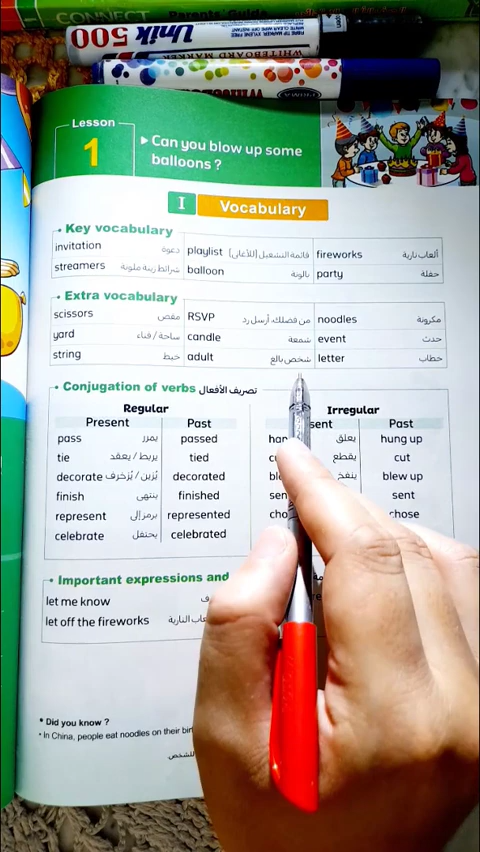 CONNECT
Unik 500
WHITEBOARD MARKER
Lesson
1
Can you blow up some
balloons ?
I Vocabulary
Key vocabulary
invitation دعوة playlist قائمة التشغيل (للأغاني) fireworks ألعاب نارية
streamers شرائط زينة ملونة balloon بالونة party حفلة
Extra vocabulary
scissors مقص RSVP من فضلك، أرسل رد noodles مكرونة
yard ساحة / فناء candle شمعة event حدث
string خيط adult شخص بالغ letter خطاب
Conjugation of verbs تصريف الأفعال
Regular Irregular
Present Past Past
pass يمرر passed يعلق hung up
tie يربط / يعقد tied يقطع cut
decorate يُزين / يُزخرف decorated ينفخ blew up
finish ينتهى finished sent
represent يرمز إلى represented chose
celebrate يحتفل celebrated
Important expressions and
let me know
let off the fireworks
* Did you know ?
• In China, people eat noodles on their